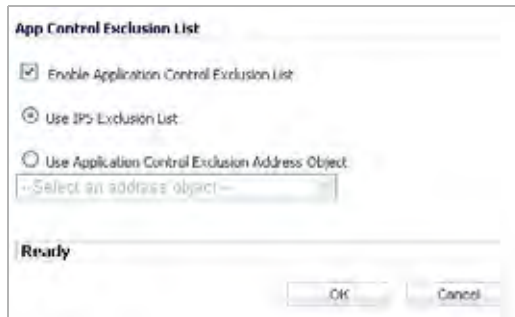 App Control Exclusion List
Enable Application Control Exclusion List
Use IPS Exclusion List
Use Application Control Exclusion Address Object
--Select an address object--
Ready
OK Cancel